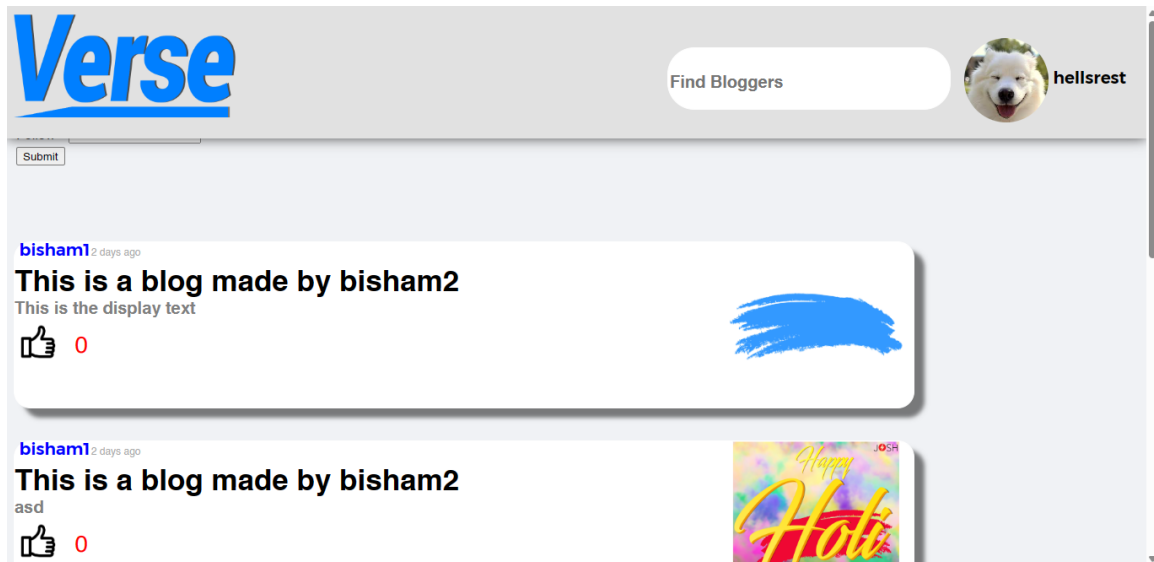 Verse
Find Bloggers
hellsrest
Submit
bisham1 2 days ago
This is a blog made by bisham2
This is the display text
0
bisham1 2 days ago
This is a blog made by bisham2
asd
0
JOSH
Happy
Holi